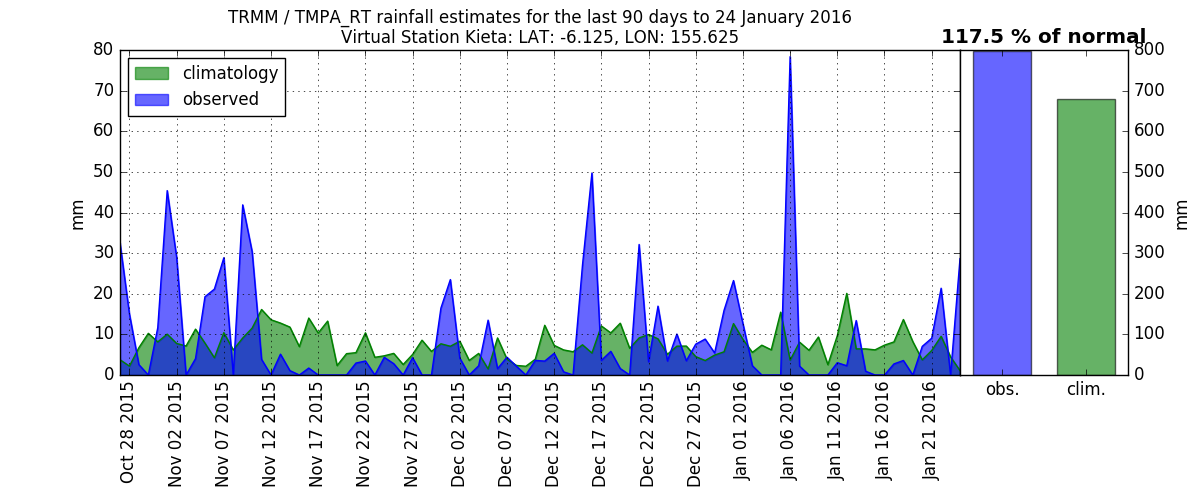 TRMM / TMPA_RT rainfall estimates for the last 90 days to 24 January 2016
Virtual Station Kieta: LAT: -6.125, LON: 155.625
117.5 % of normal
climatology
observed
80
70
60
50
40
30
20
10
0
mm
800
700
600
500
400
300
200
100
0
mm
Oct 28 2015
Nov 02 2015
Nov 07 2015
Nov 12 2015
Nov 17 2015
Nov 22 2015
Nov 27 2015
Dec 02 2015
Dec 07 2015
Dec 12 2015
Dec 17 2015
Dec 22 2015
Dec 27 2015
Jan 01 2016
Jan 06 2016
Jan 11 2016
Jan 16 2016
Jan 21 2016
obs.
clim.